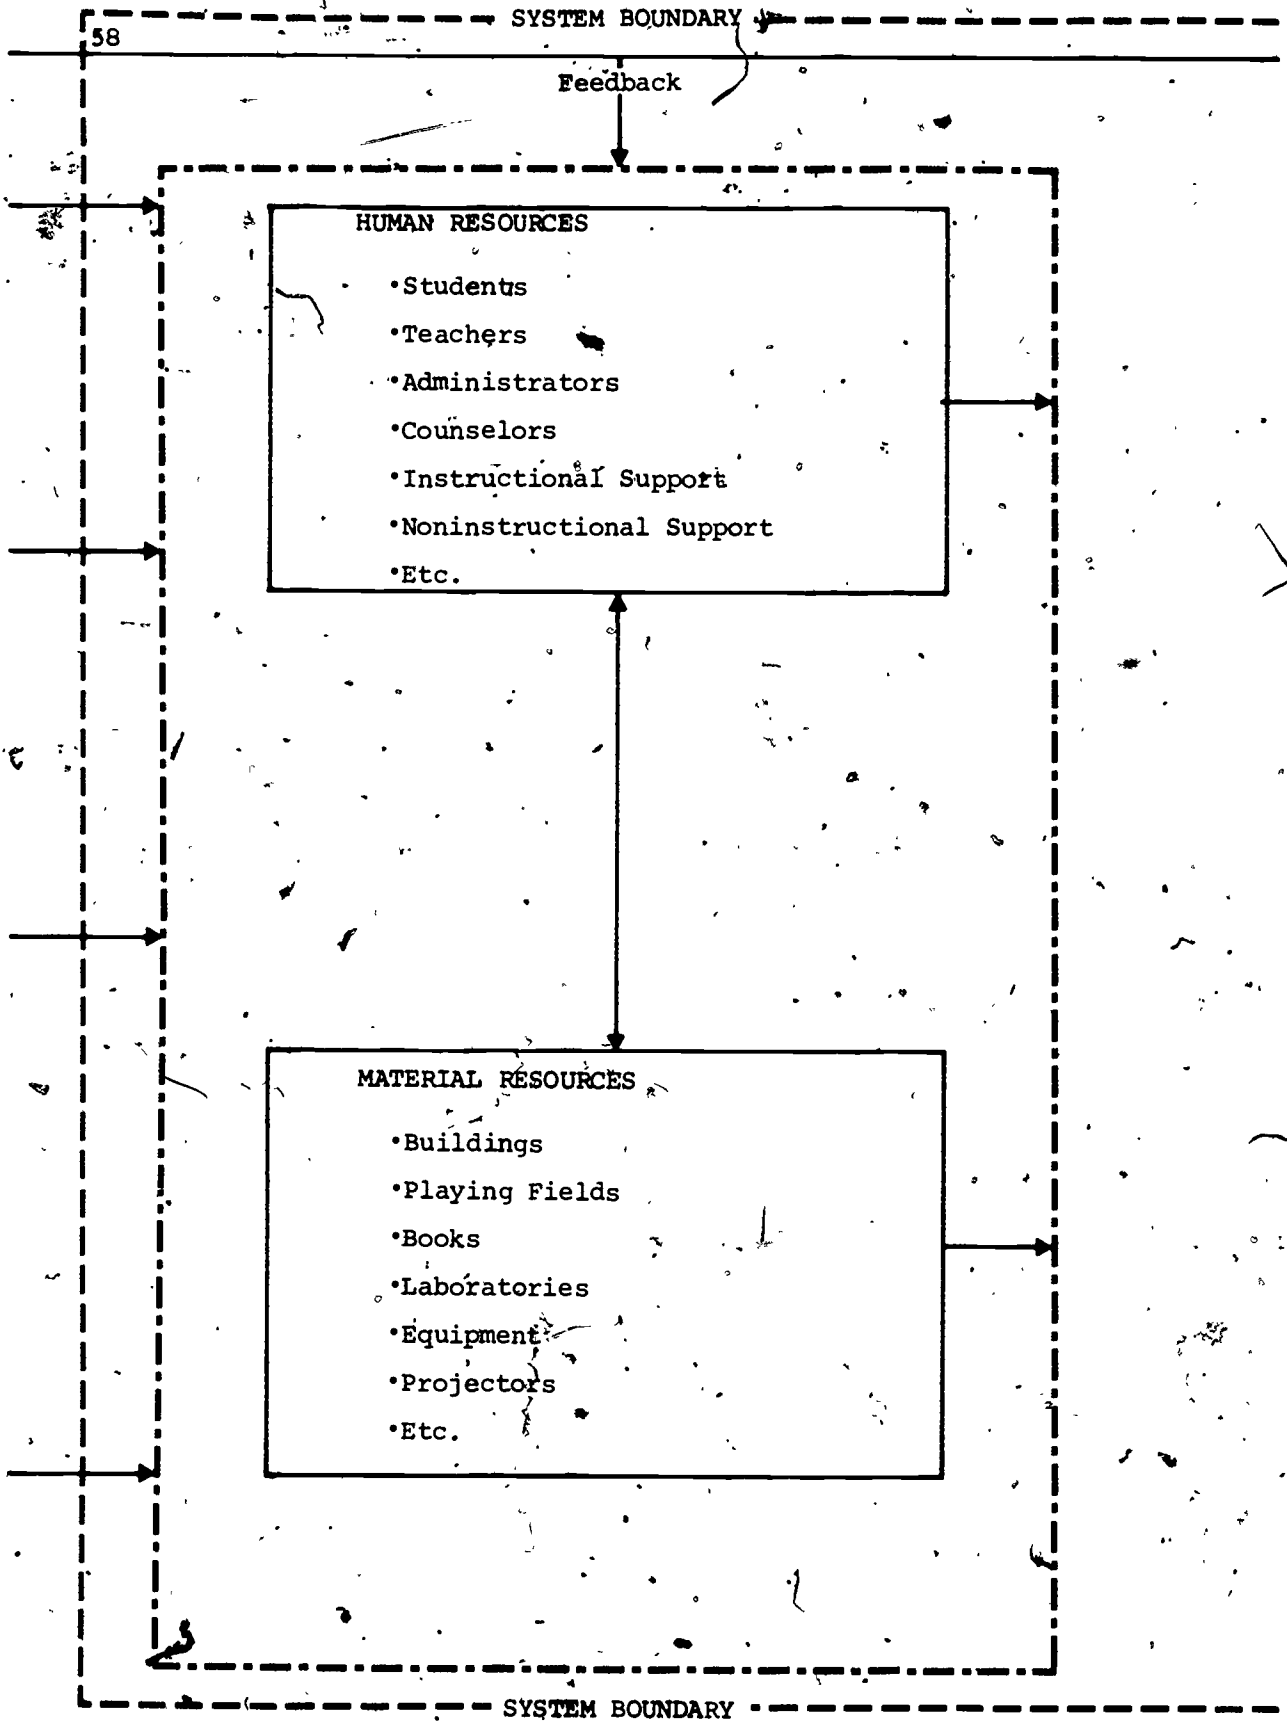 SYSTEM BOUNDARY
58
Feedback
HUMAN RESOURCES
•Students
•Teachers
•Administrators
•Counselors
•Instructional Support
•Noninstructional Support
•Etc.
MATERIAL RESOURCES
•Buildings
•Playing Fields
•Books
•Laboratories
•Equipment
•Projectors
•Etc.
SYSTEM BOUNDARY